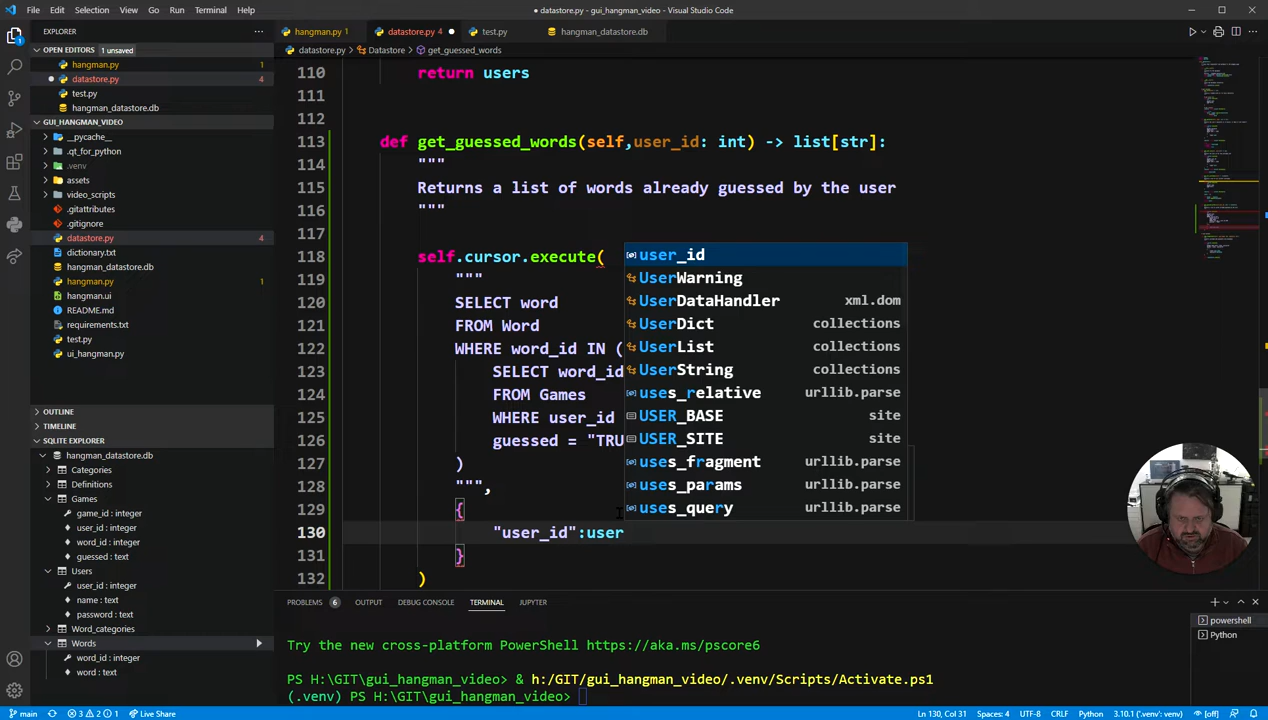 File Edit Selection View Go Run Terminal Help
datastore.py - gui_hangman_video - Visual Studio Code
EXPLORER
hangman.py 1
datastore.py 4
test.py
hangman_datastore.db
OPEN EDITORS 1 unsaved
hangman.py 1
datastore.py 4
test.py
hangman_datastore.db
GUI_HANGMAN_VIDEO
__pycache__
.qt_for_python
.venv
assets
video_scripts
.gitattributes
.gitignore
datastore.py 4
dictionary.txt
hangman_datastore.db
hangman.py 1
hangman.ui
README.md
requirements.txt
test.py
ui_hangman.py
OUTLINE
TIMELINE
SQLITE EXPLORER
hangman_datastore.db
Categories
Definitions
Games
game_id : integer
user_id : integer
word_id : integer
guessed : text
Users
user_id : integer
name : text
password : text
Word_categories
Words
word_id : integer
word : text
datastore.py > Datastore > get_guessed_words
110 return users
111
112
113 def get_guessed_words(self,user_id: int) -> list[str]:
114 """
115 Returns a list of words already guessed by the user
116 """
117
118 self.cursor.execute(
119 """
120 SELECT word
121 FROM Word
122 WHERE word_id IN (
123 SELECT word_id
124 FROM Games
125 WHERE user_id
126 guessed = "TRU
127 )
128 """,
129 {
130 "user_id":user
131 }
132 )
user_id
UserWarning
UserDataHandler xml.dom
UserDict collections
UserList collections
UserString collections
uses_relative urllib.parse
USER_BASE site
USER_SITE site
uses_fragment urllib.parse
uses_params urllib.parse
uses_query urllib.parse
PROBLEMS 6 OUTPUT DEBUG CONSOLE TERMINAL JUPYTER
Try the new cross-platform PowerShell https://aka.ms/pscore6
PS H:\GIT\gui_hangman_video> & h:/GIT/gui_hangman_video/.venv/Scripts/Activate.ps1
(.venv) PS H:\GIT\gui_hangman_video>
powershell
Python
main 3 2 1 Live Share
Ln 130, Col 31 Spaces: 4 UTF-8 CRLF Python 3.10.1 ('.venv': venv) [off]